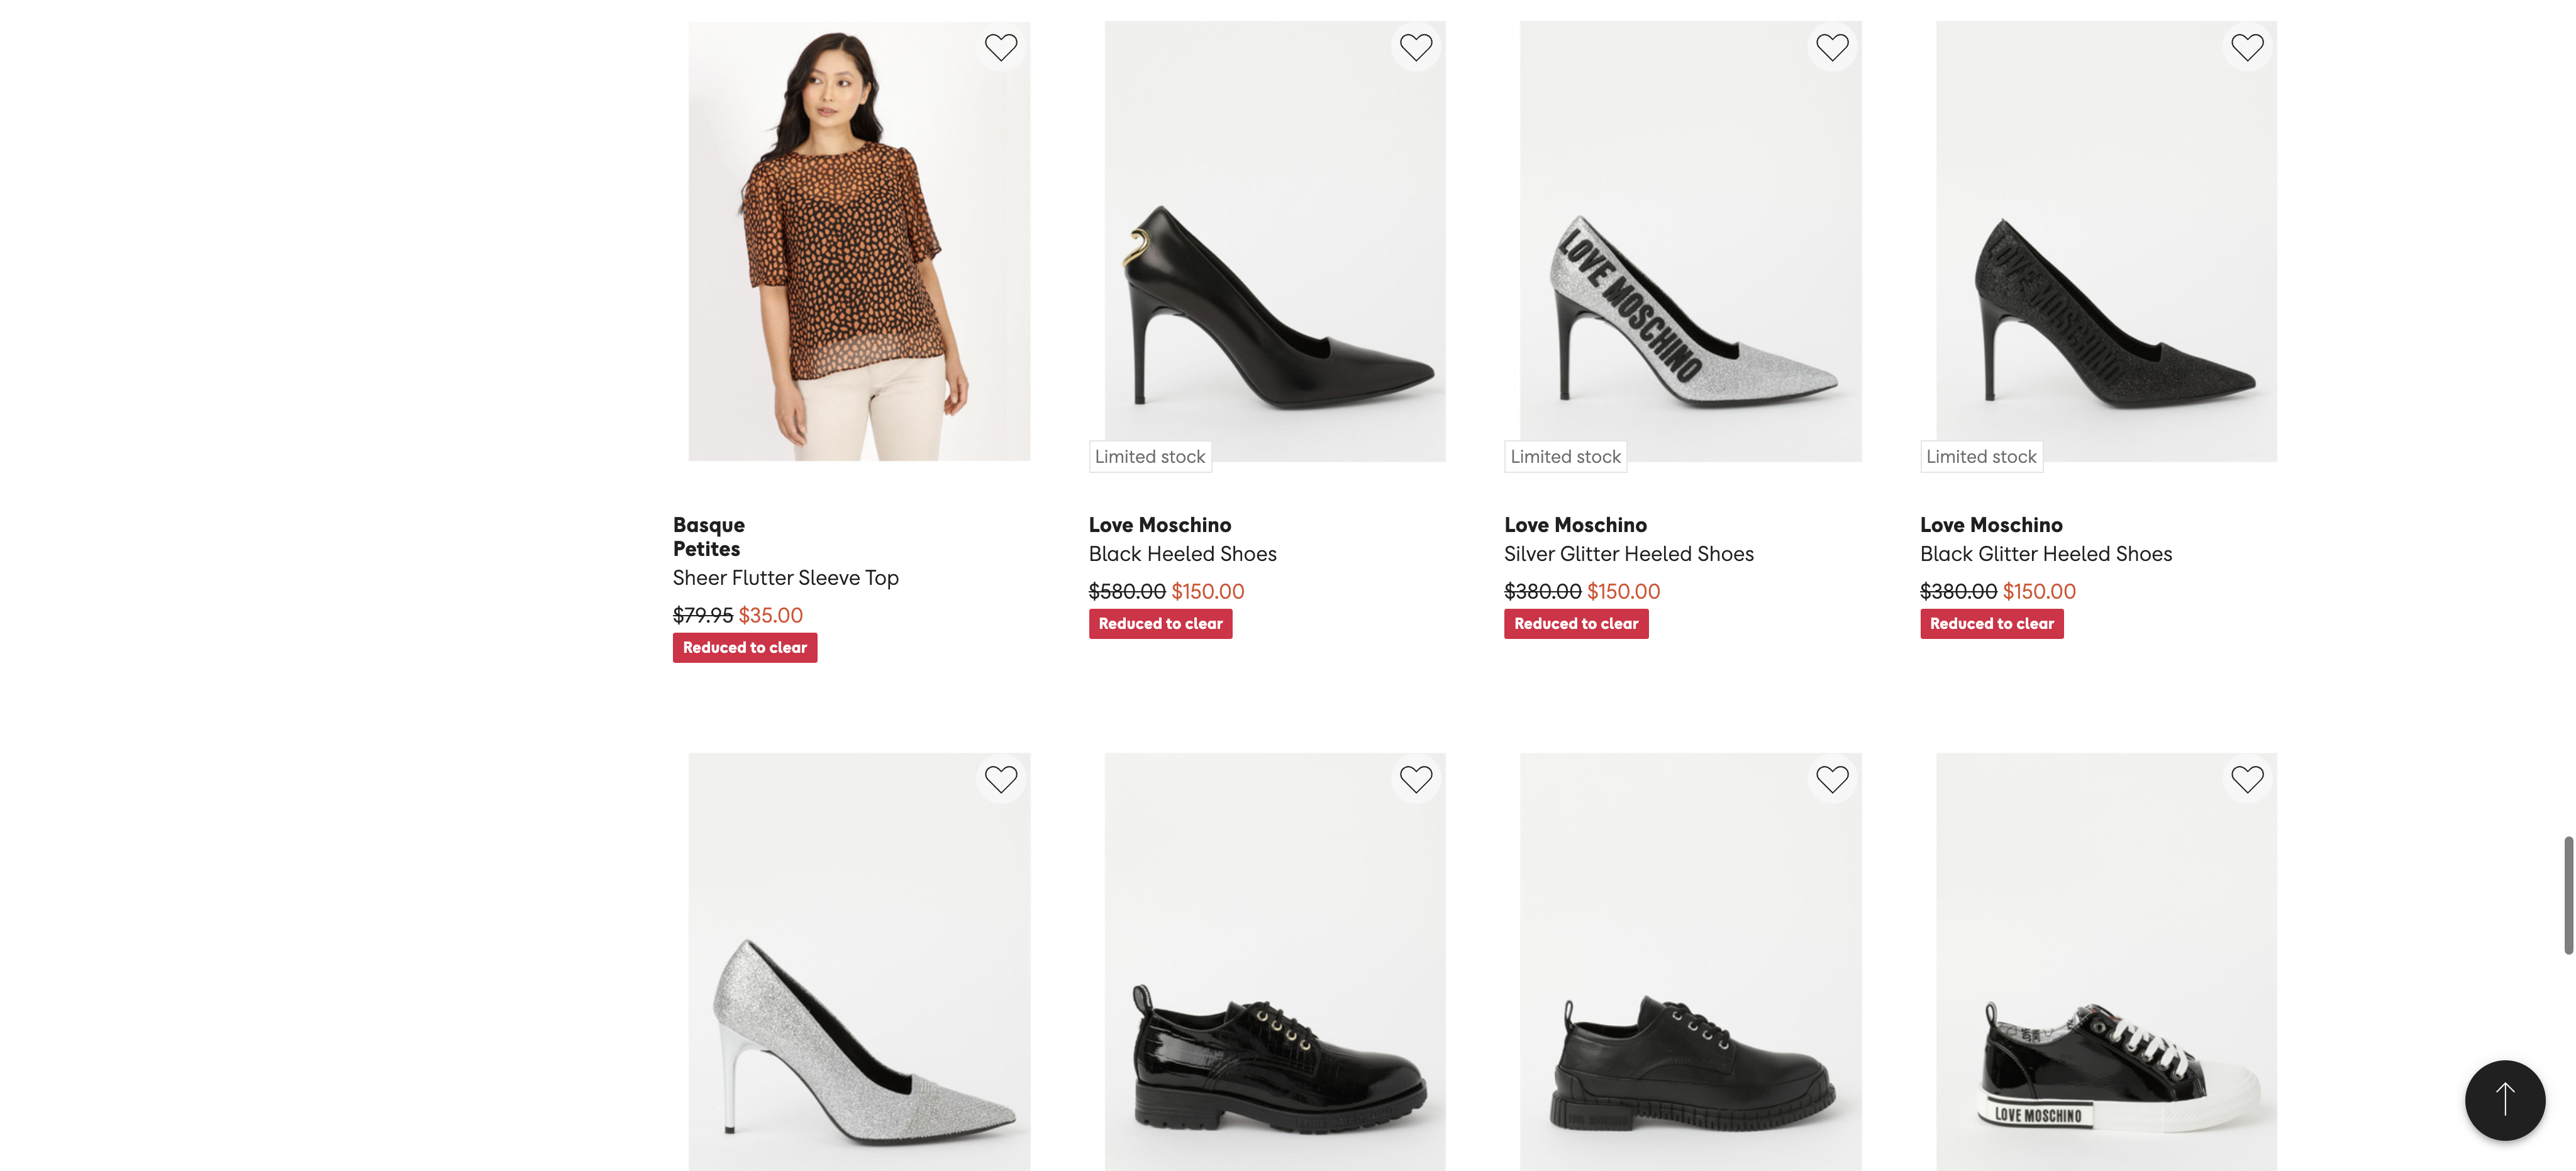 LOVE MOSCHINO
LOVE MOSCHINO
Limited stock
Limited stock
Limited stock
Basque
Petites
Sheer Flutter Sleeve Top
$79.95 $35.00
Reduced to clear
Love Moschino
Black Heeled Shoes
$580.00 $150.00
Reduced to clear
Love Moschino
Silver Glitter Heeled Shoes
$380.00 $150.00
Reduced to clear
Love Moschino
Black Glitter Heeled Shoes
$380.00 $150.00
Reduced to clear
LOVE MOSCHINO